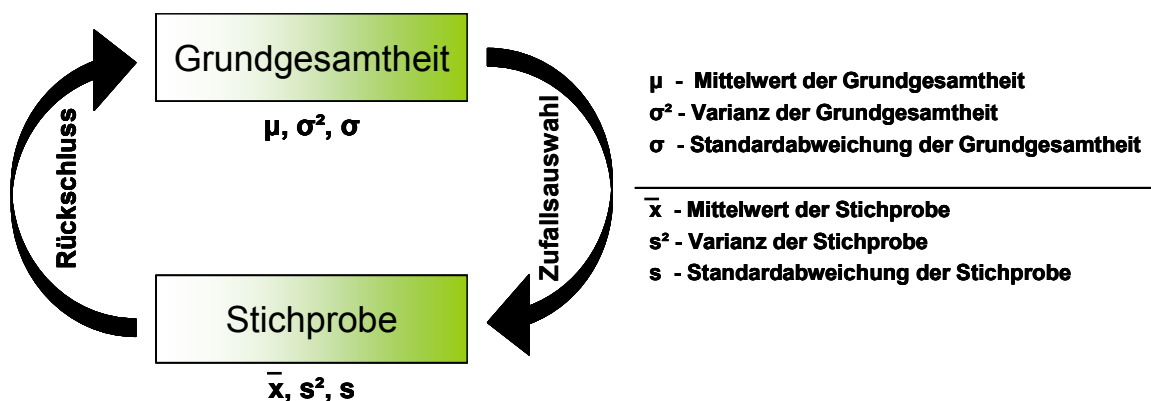 Grundgesamtheit
μ, σ², σ
Rückschluss
Zufallsauswahl
Stichprobe
x̄, s², s
μ - Mittelwert der Grundgesamtheit
σ² - Varianz der Grundgesamtheit
σ - Standardabweichung der Grundgesamtheit
x̄ - Mittelwert der Stichprobe
s² - Varianz der Stichprobe
s - Standardabweichung der Stichprobe